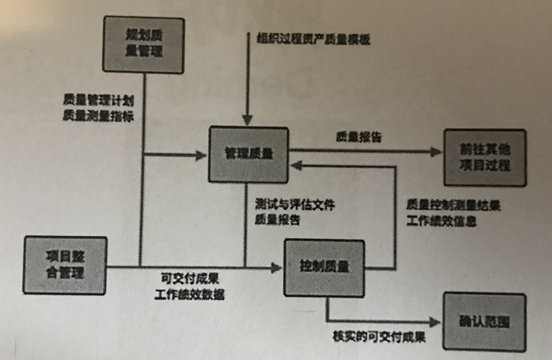 规划质
量管理
组织过程资产质量模板
质量管理计划
质量测量指标
管理质量
质量报告
前往其他
项目过程
测试与评估文件
质量报告
质量控制测量结果
工作绩效信息
项目整
合管理
可交付成果
工作绩效数据
控制质量
核实的可交付成果
确认范围